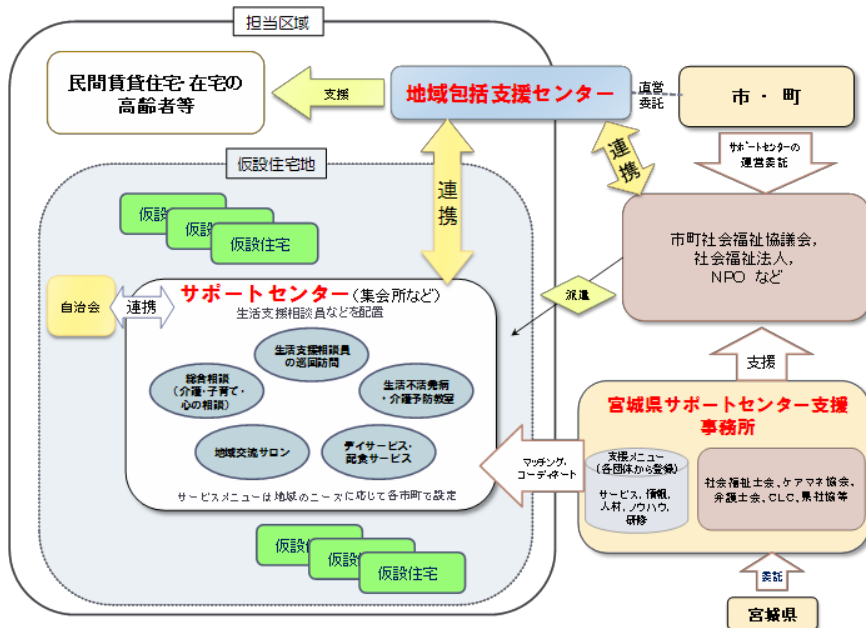 担当区域
民間賃貸住宅・在宅の
高齢者等
支援
地域包括支援センター
直営
委託
市・町
連携
連携
サポートセンターの
運営委託
仮設住宅地
仮設住宅
仮設住宅
仮設住宅
市町社会福祉協議会,
社会福祉法人,
NPO など
派遣
自治会
連携
サポートセンター(集会所など)
生活支援相談員などを配置
生活支援相談員
の巡回訪問
総合相談
(介護・子育て・
心の相談)
生活不活発病
・介護予防教室
地域交流サロン
デイサービス・
配食サービス
サービスメニューは地域のニーズに応じて各市町で設定
支援
宮城県サポートセンター支援
事務所
マッチング,
コーディネート
支援メニュー
(各団体から登録)
サービス, 情報,
人材, ノウハウ,
研修
社会福祉士会、ケアマネ協会、
弁護士会、CLC、県社協等
仮設住宅
仮設住宅
仮設住宅
委託
宮城県